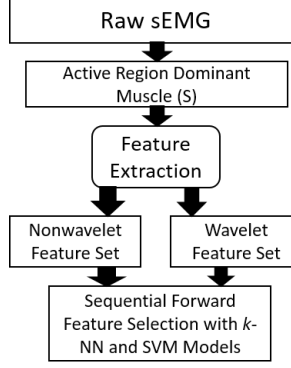 Raw sEMG
Active Region Dominant
Muscle (S)
Feature
Extraction
Nonwavelet
Feature Set
Wavelet
Feature Set
Sequential Forward
Feature Selection with k-
NN and SVM Models